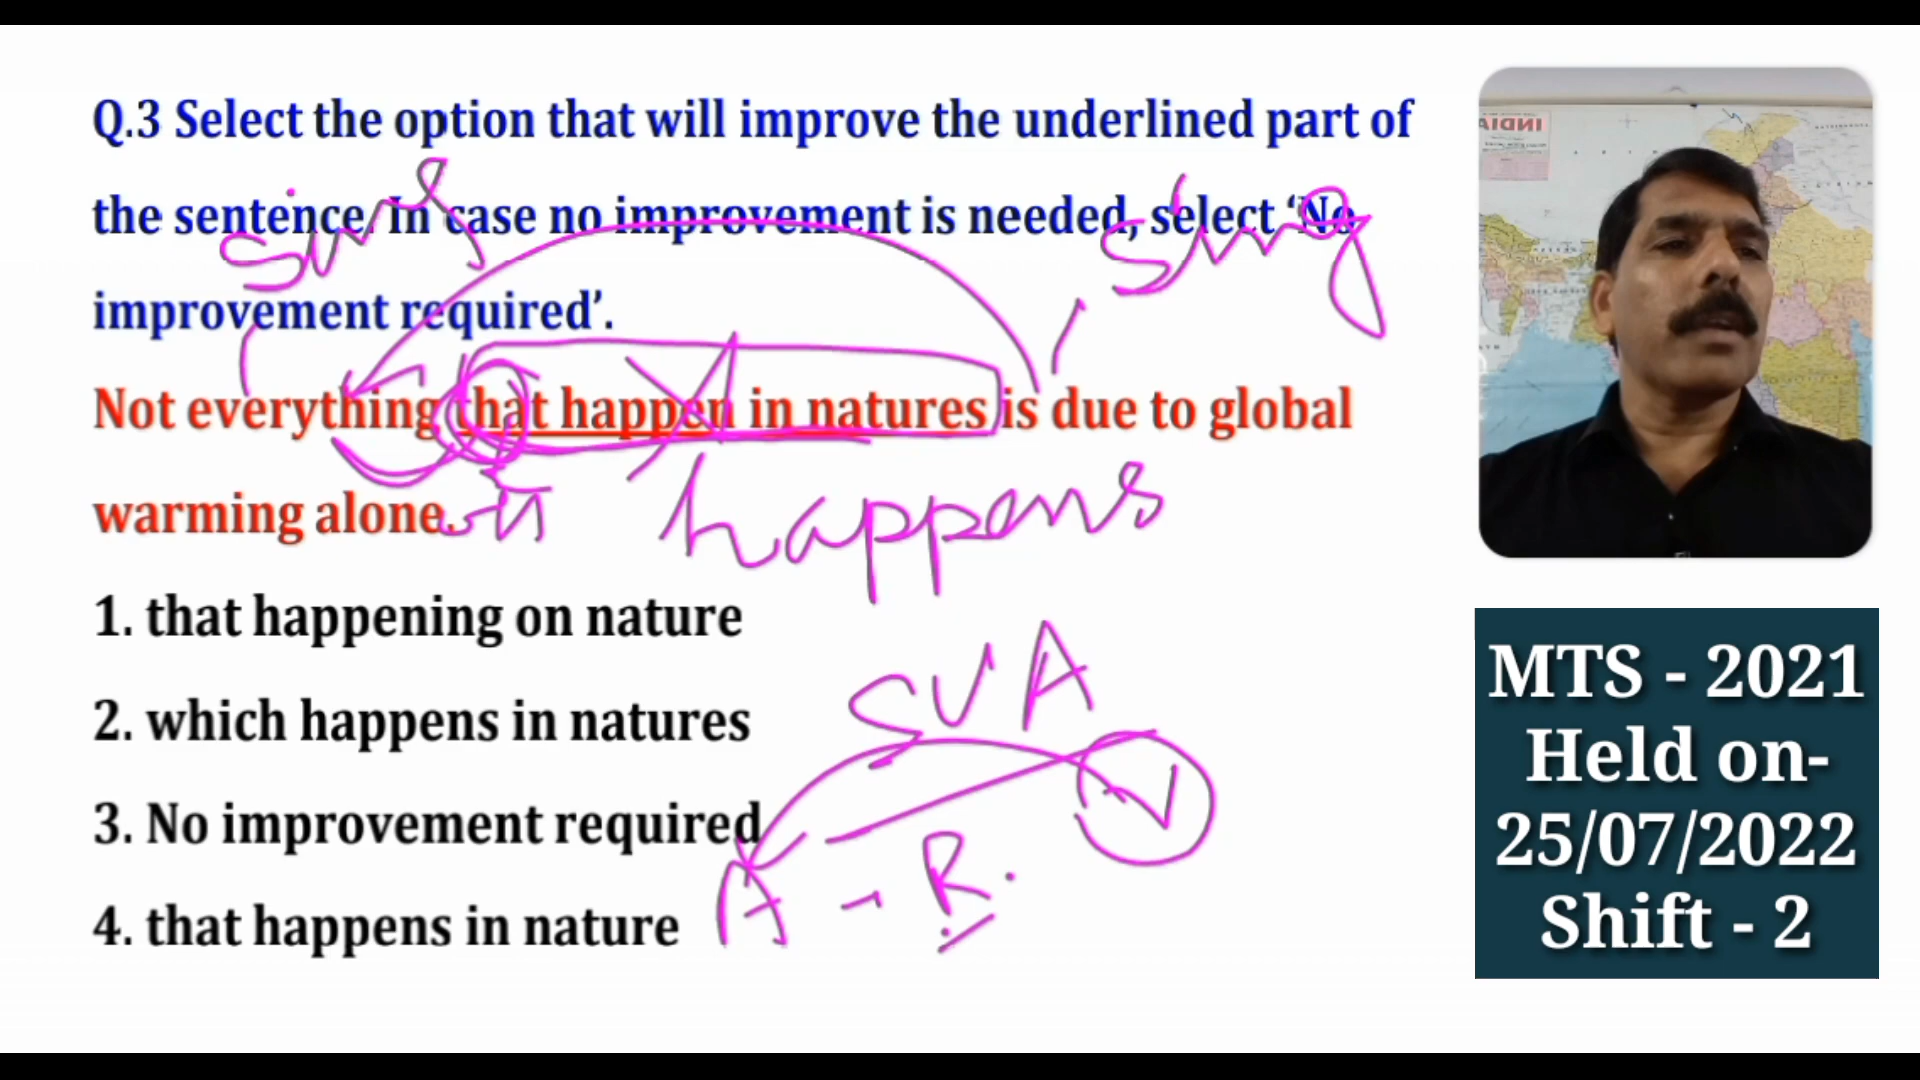 Q.3 Select the option that will improve the underlined part of
the sentence. In case no improvement is needed, select ‘No
improvement required’.
Not everything that happen in natures is due to global
warming alone.
1. that happening on nature
2. which happens in natures
3. No improvement required
4. that happens in nature
sing
sing
happens
SVA
A - R.
V
INDIA
MTS - 2021
Held on-
25/07/2022
Shift - 2